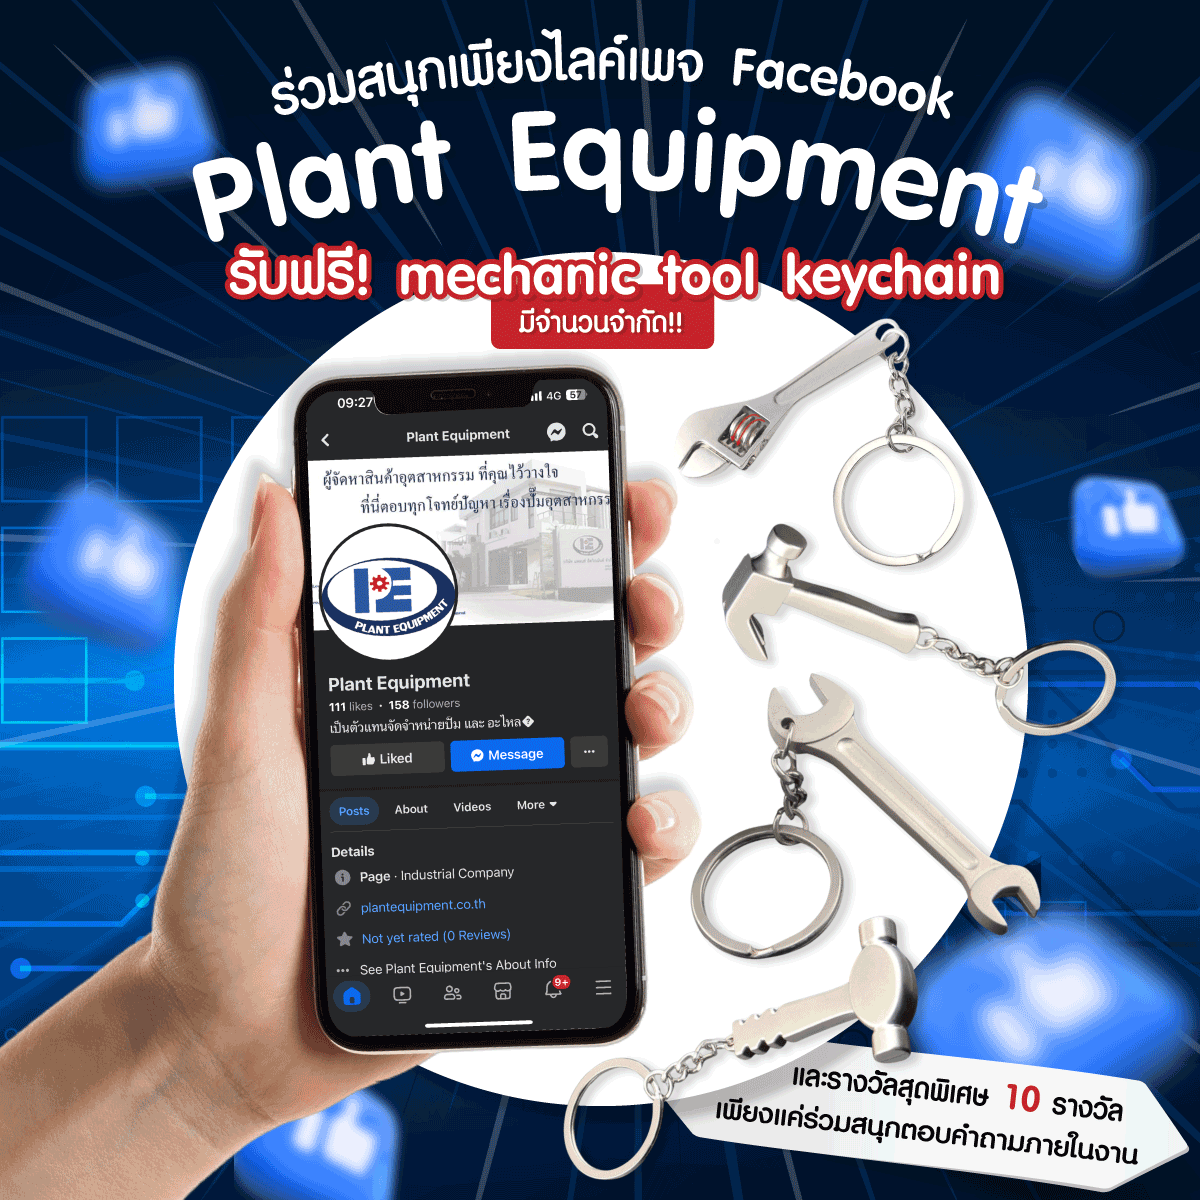 ร่วมสนุกเพียงไลค์เพจ Facebook
Plant Equipment
รับฟรี! mechanic tool keychain
มีจำนวนจำกัด!!
09:27
4G 57
Plant Equipment
ผู้จัดหาสินค้าอุตสาหกรรม ที่คุณไว้วางใจ
ที่นี่ตอบทุกโจทย์ปัญหา เรื่องปั๊มอุตสาหกรร
PE
PLANT EQUIPMENT
Plant Equipment
111 likes · 158 followers
เป็นตัวแทนจัดจำหน่ายปัม และ อะไหล�
Liked
Message
Posts
About
Videos
More
Details
Page · Industrial Company
plantequipment.co.th
Not yet rated (0 Reviews)
See Plant Equipment's About Info
9+
และรางวัลสุดพิเศษ 10 รางวัล
เพียงแค่ร่วมสนุกตอบคำถามภายในงาน